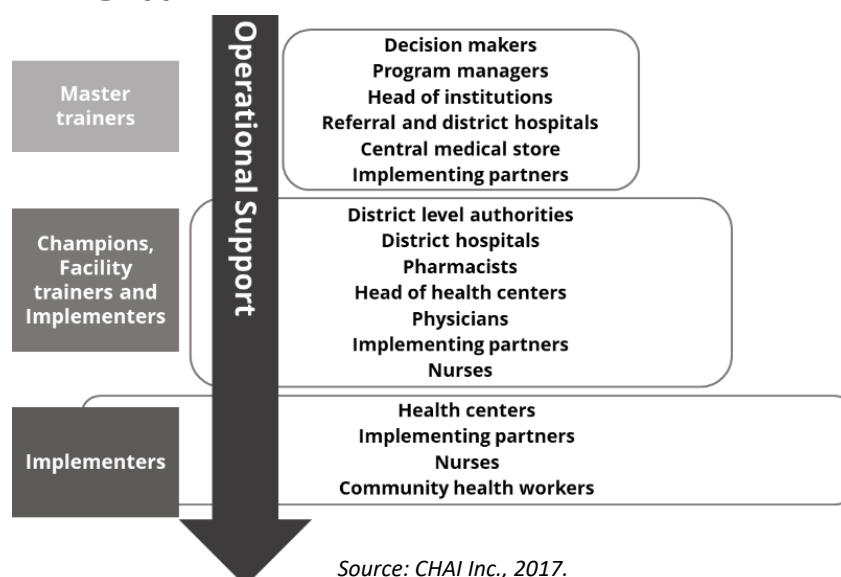 Operational Support
Master
trainers
Decision makers
Program managers
Head of institutions
Referral and district hospitals
Central medical store
Implementing partners
Champions,
Facility
trainers and
Implementers
District level authorities
District hospitals
Pharmacists
Head of health centers
Physicians
Implementing partners
Nurses
Implementers
Health centers
Implementing partners
Nurses
Community health workers
Source: CHAI Inc., 2017.